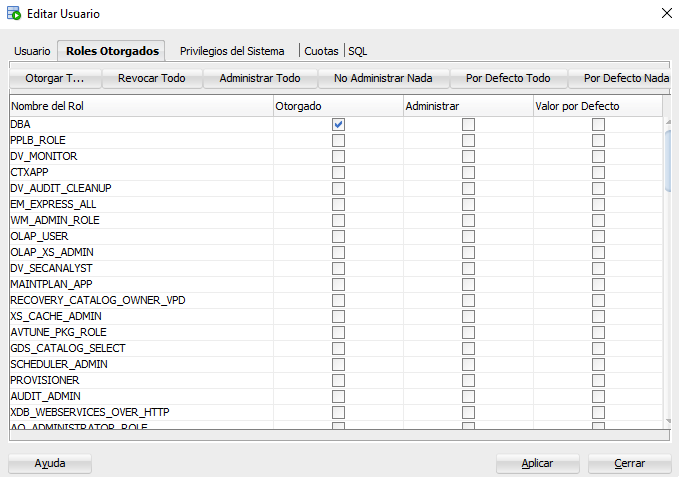 Editar Usuario
Usuario Roles Otorgados Privilegios del Sistema Cuotas SQL
Otorgar T... Revocar Todo Administrar Todo No Administrar Nada Por Defecto Todo Por Defecto Nada
Nombre del Rol Otorgado Administrar Valor por Defecto
DBA
PPLB_ROLE
DV_MONITOR
CTXAPP
DV_AUDIT_CLEANUP
EM_EXPRESS_ALL
WM_ADMIN_ROLE
OLAP_USER
OLAP_XS_ADMIN
DV_SECANALYST
MAINTPLAN_APP
RECOVERY_CATALOG_OWNER_VPD
XS_CACHE_ADMIN
AVTUNE_PKG_ROLE
GDS_CATALOG_SELECT
SCHEDULER_ADMIN
PROVISIONER
AUDIT_ADMIN
XDB_WEBSERVICES_OVER_HTTP
AQ_ADMINISTRATOR_ROLE
Ayuda Aplicar Cerrar